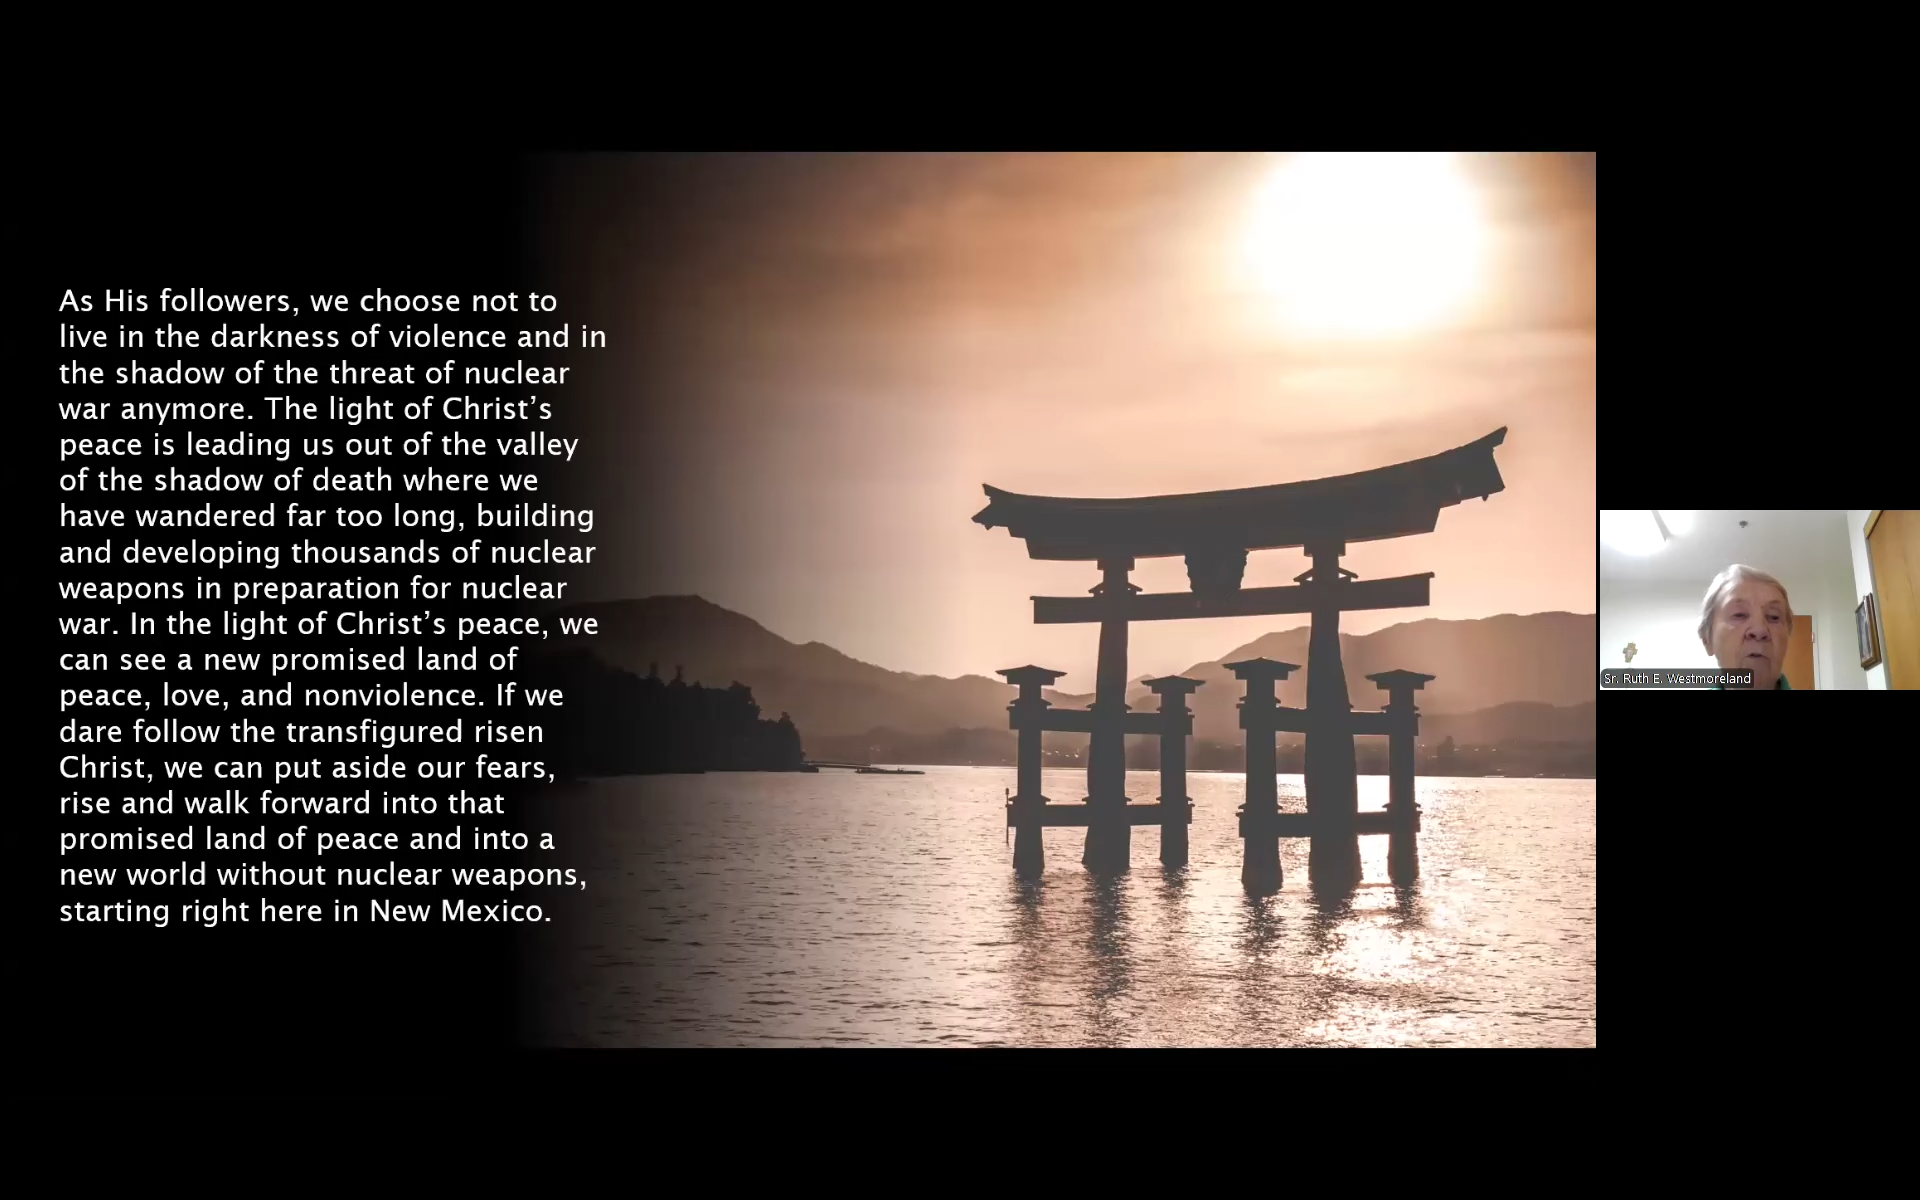 As His followers, we choose not to
live in the darkness of violence and in
the shadow of the threat of nuclear
war anymore. The light of Christ’s
peace is leading us out of the valley
of the shadow of death where we
have wandered far too long, building
and developing thousands of nuclear
weapons in preparation for nuclear
war. In the light of Christ’s peace, we
can see a new promised land of
peace, love, and nonviolence. If we
dare follow the transfigured risen
Christ, we can put aside our fears,
rise and walk forward into that
promised land of peace and into a
new world without nuclear weapons,
starting right here in New Mexico.
Sr. Ruth E. Westmoreland